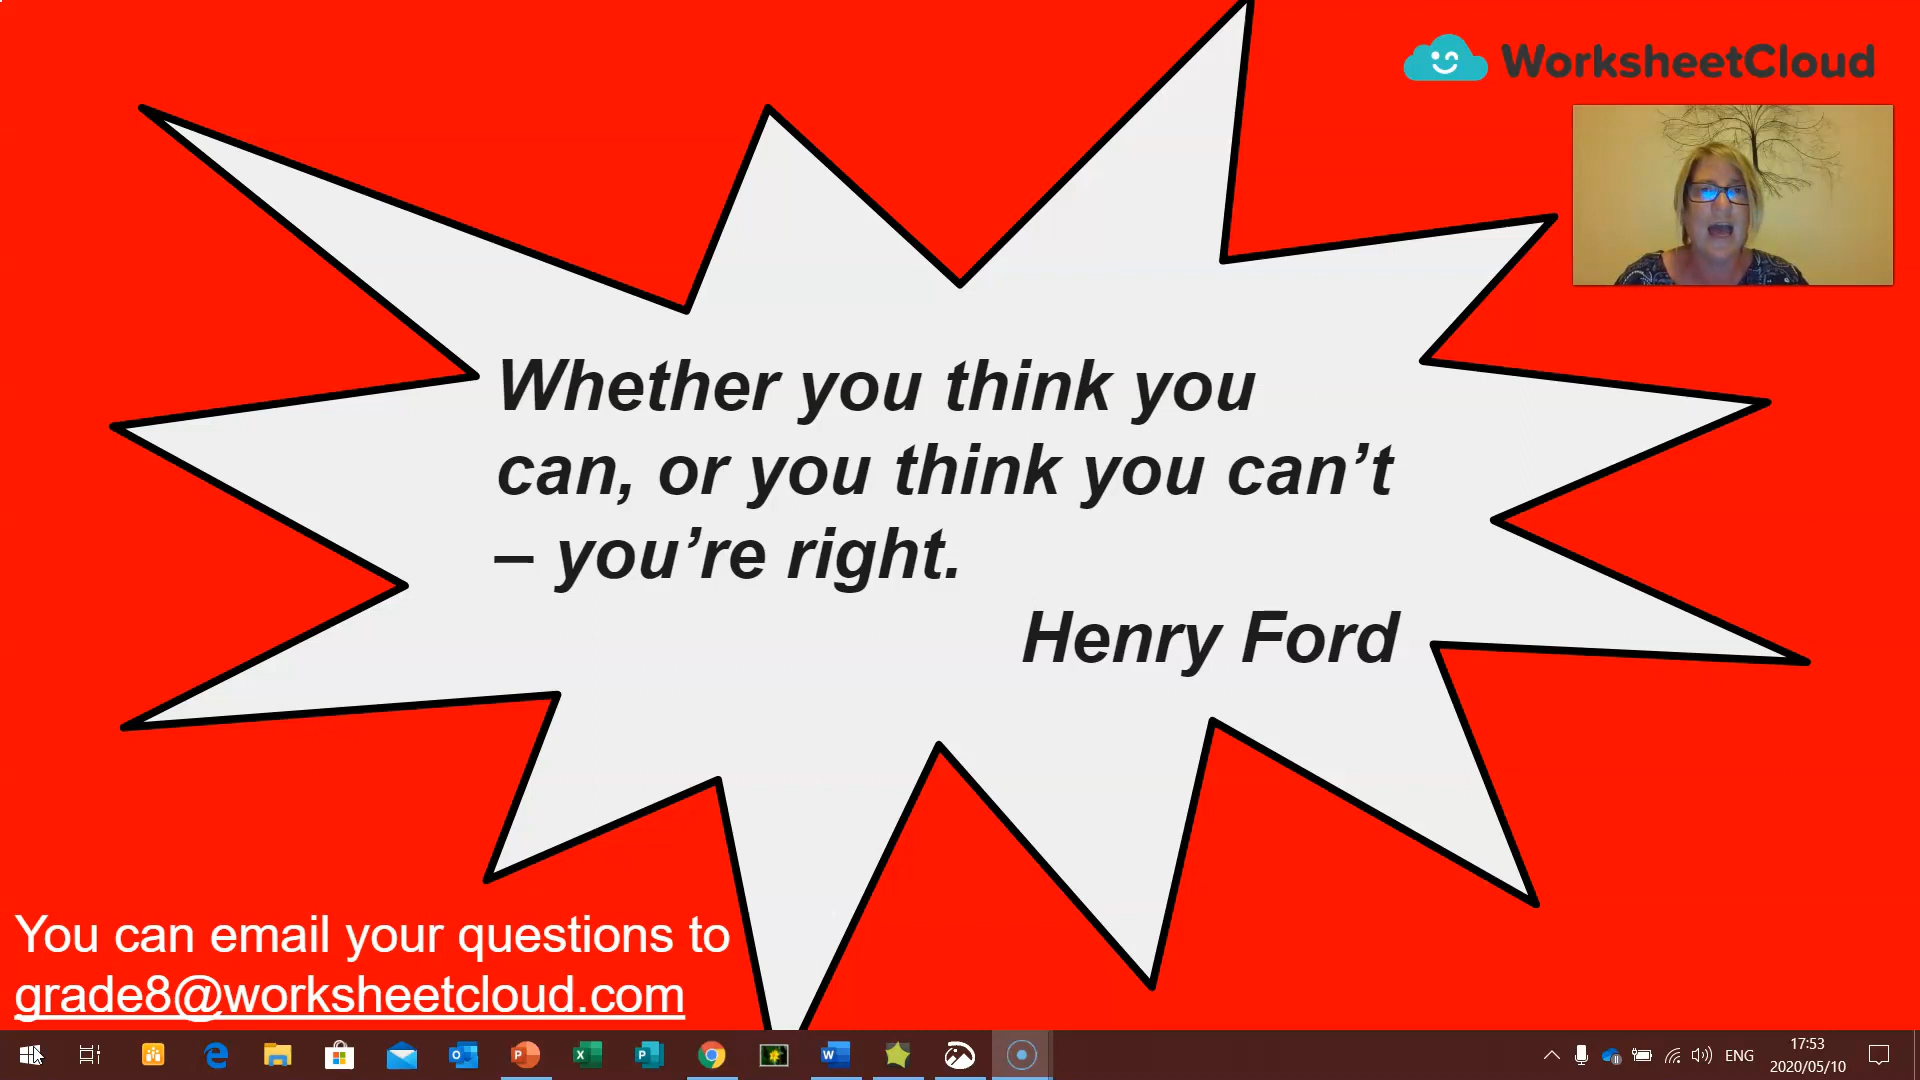 WorksheetCloud
Whether you think you
can, or you think you can’t
– you’re right.
Henry Ford
You can email your questions to
grade8@worksheetcloud.com
ENG
17:53
2020/05/10